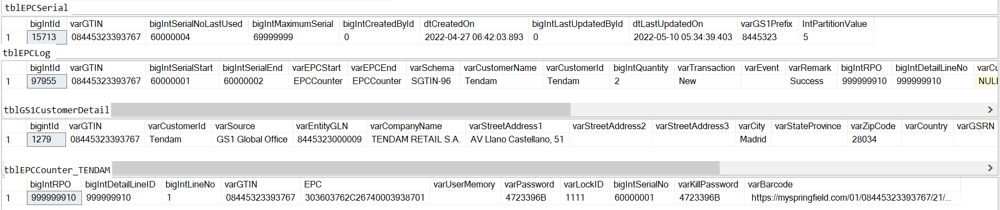 tblEPCSerial
bigIntId varGTIN bigIntSerialNoLastUsed bigIntMaximumSerial bigIntCreatedById dtCreatedOn bigIntLastUpdatedById dtLastUpdatedOn varGS1Prefix IntPartitionValue
1 15713 08445323393767 60000004 69999999 0 2022-04-27 06:42:03.893 0 2022-05-10 05:34:39.403 8445323 5
tblEPCLog
bigIntId varGTIN bigIntSerialStart bigIntSerialEnd varEPCStart varEPCEnd varSchema varCustomerName varCustomerId bigIntQuantity varTransaction varEvent varRemark bigIntRPO bigIntDetailLineNo varCu
1 97955 08445323393767 60000001 60000002 EPCCounter EPCCounter SGTIN-96 Tendam Tendam 2 New Success 999999910 999999910 NULL
tblGS1CustomerDetail
bigintId varGTIN varCustomerId varSource varEntityGLN varCompanyName varStreetAddress1 varStreetAddress2 varStreetAddress3 varCity varStateProvince varZipCode varCountry varGSRN
1 1279 08445323393767 Tendam GS1 Global Office 8445323000009 TENDAM RETAIL S.A. AV Llano Castellano, 51 Madrid 28034
tblEPCCounter_TENDAM
bigIntRPO bigIntDetailLineID bigIntLineNo varGTIN EPC varUserMemory varPassword varLockID bigIntSerialNo varKillPassword varBarcode
1 999999910 999999910 1 08445323393767 303603762C26740003938701 4723396B 1111 60000001 4723396B https://myspringfield.com/01/08445323393767/21/...